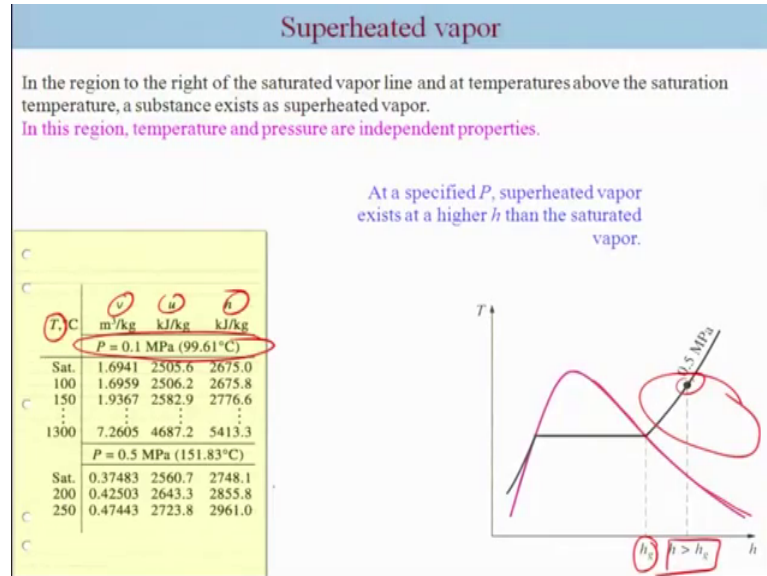 Superheated vapor
In the region to the right of the saturated vapor line and at temperatures above the saturation
temperature, a substance exists as superheated vapor.
In this region, temperature and pressure are independent properties.
At a specified P, superheated vapor
exists at a higher h than the saturated
vapor.
v u h
T,°C m³/kg kJ/kg kJ/kg
P = 0.1 MPa (99.61°C)
Sat. 1.6941 2505.6 2675.0
100 1.6959 2506.2 2675.8
150 1.9367 2582.9 2776.6
⋮ ⋮ ⋮ ⋮
1300 7.2605 4687.2 5413.3
P = 0.5 MPa (151.83°C)
Sat. 0.37483 2560.7 2748.1
200 0.42503 2643.3 2855.8
250 0.47443 2723.8 2961.0
T
0.5 MPa
hg h > hg h